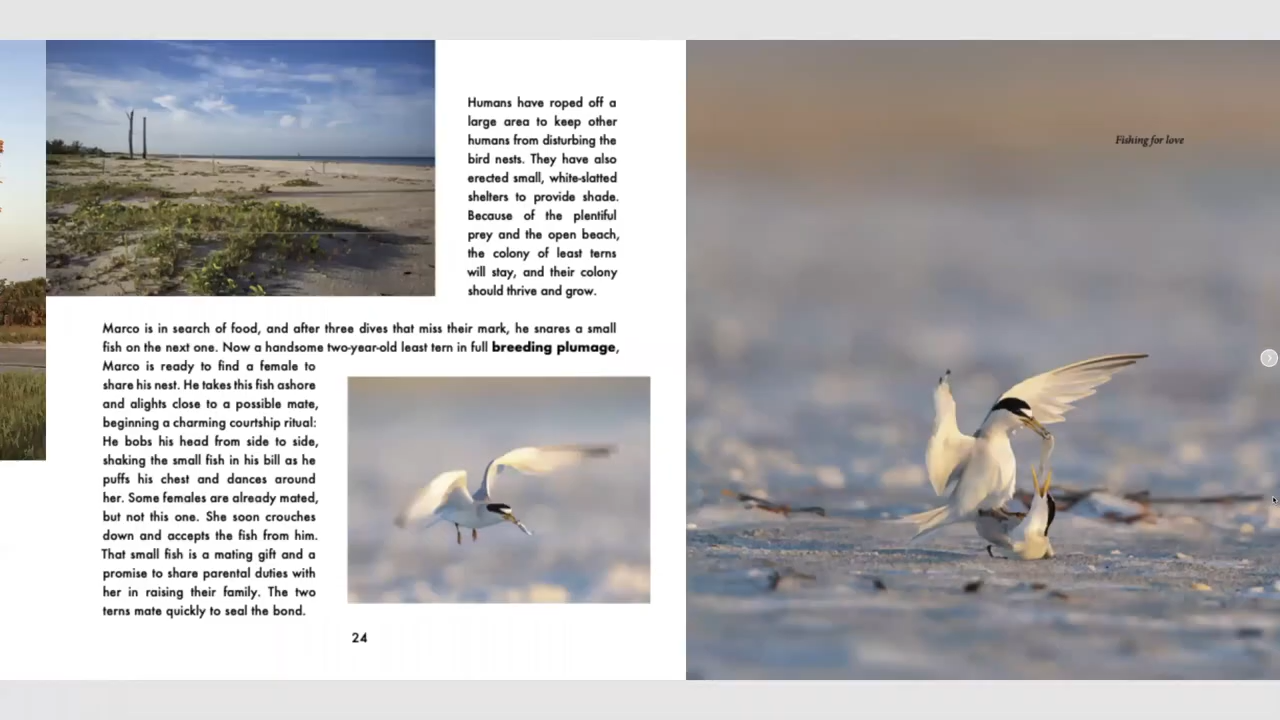 Humans have roped off a
large area to keep other
humans from disturbing the
bird nests. They have also
erected small, white-slatted
shelters to provide shade.
Because of the plentiful
prey and the open beach,
the colony of least terns
will stay, and their colony
should thrive and grow.
Marco is in search of food, and after three dives that miss their mark, he snares a small
fish on the next one. Now a handsome two-year-old least tern in full breeding plumage,
Marco is ready to find a female to
share his nest. He takes this fish ashore
and alights close to a possible mate,
beginning a charming courtship ritual:
He bobs his head from side to side,
shaking the small fish in his bill as he
puffs his chest and dances around
her. Some females are already mated,
but not this one. She soon crouches
down and accepts the fish from him.
That small fish is a mating gift and a
promise to share parental duties with
her in raising their family. The two
terns mate quickly to seal the bond.
24
Fishing for love